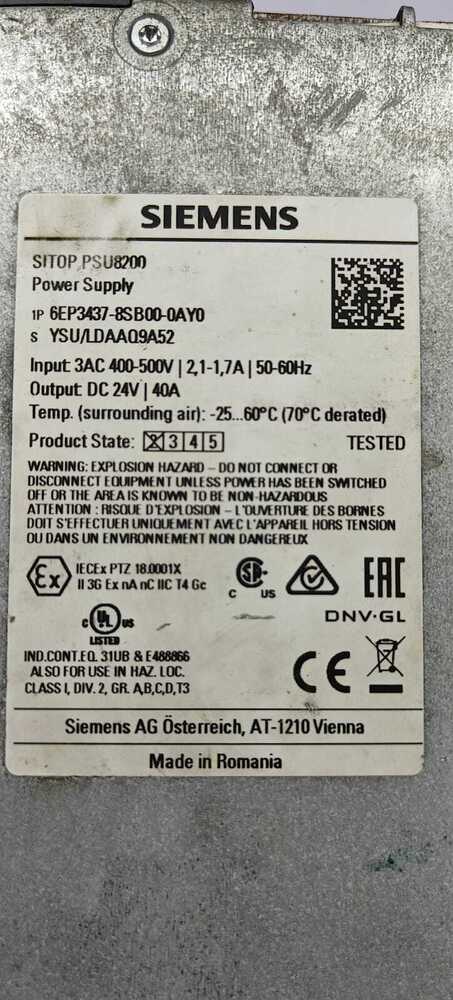 SIEMENS
SITOP PSU8200
Power Supply
1P 6EP3437-8SB00-0AY0
S YSU/LDAAQ9A52
Input: 3AC 400-500V | 2,1-1,7A | 50-60Hz
Output: DC 24V | 40A
Temp. (surrounding air): -25...60°C (70°C derated)
Product State: 2 3 4 5 TESTED
WARNING: EXPLOSION HAZARD – DO NOT CONNECT OR
DISCONNECT EQUIPMENT UNLESS POWER HAS BEEN SWITCHED
OFF OR THE AREA IS KNOWN TO BE NON-HAZARDOUS
ATTENTION : RISQUE D'EXPLOSION – L'OUVERTURE DES BORNES
DOIT S'EFFECTUER UNIQUEMENT AVEC L'APPAREIL HORS TENSION
OU DANS UN ENVIRONNEMENT NON DANGEREUX
Ex IECEx PTZ 18.0001X
II 3G Ex nA nC IIC T4 Gc
C SA US
EAC
DNV·GL
C UL US
LISTED
IND.CONT.EQ. 31UB & E488866
ALSO FOR USE IN HAZ. LOC.
CLASS I, DIV. 2, GR. A,B,C,D,T3
CE
Siemens AG Österreich, AT-1210 Vienna
Made in Romania